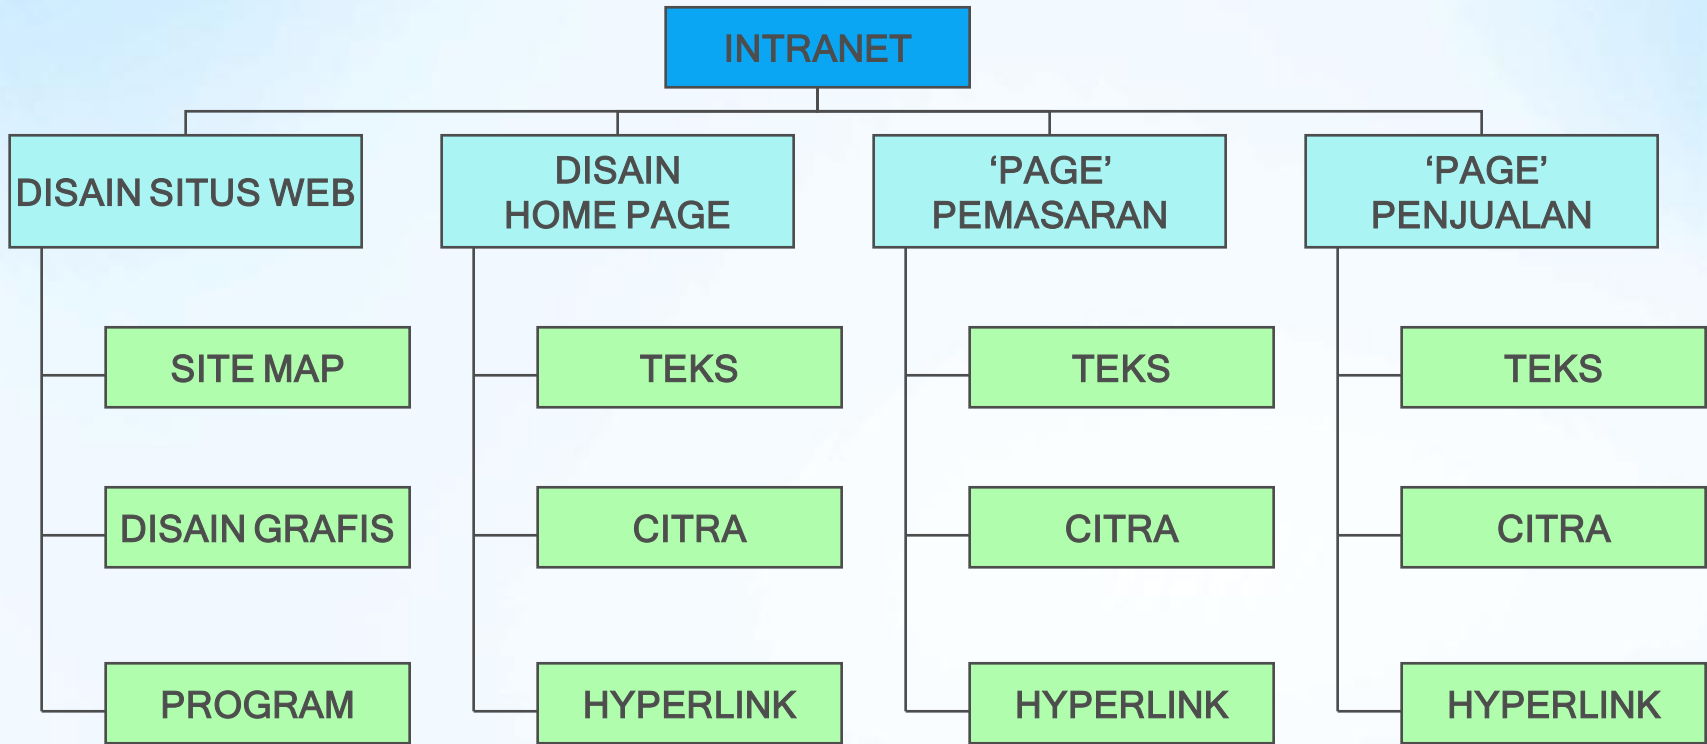 INTRANET
DISAIN SITUS WEB
DISAIN
HOME PAGE
‘PAGE’
PEMASARAN
‘PAGE’
PENJUALAN
SITE MAP
TEKS
TEKS
TEKS
DISAIN GRAFIS
CITRA
CITRA
CITRA
PROGRAM
HYPERLINK
HYPERLINK
HYPERLINK